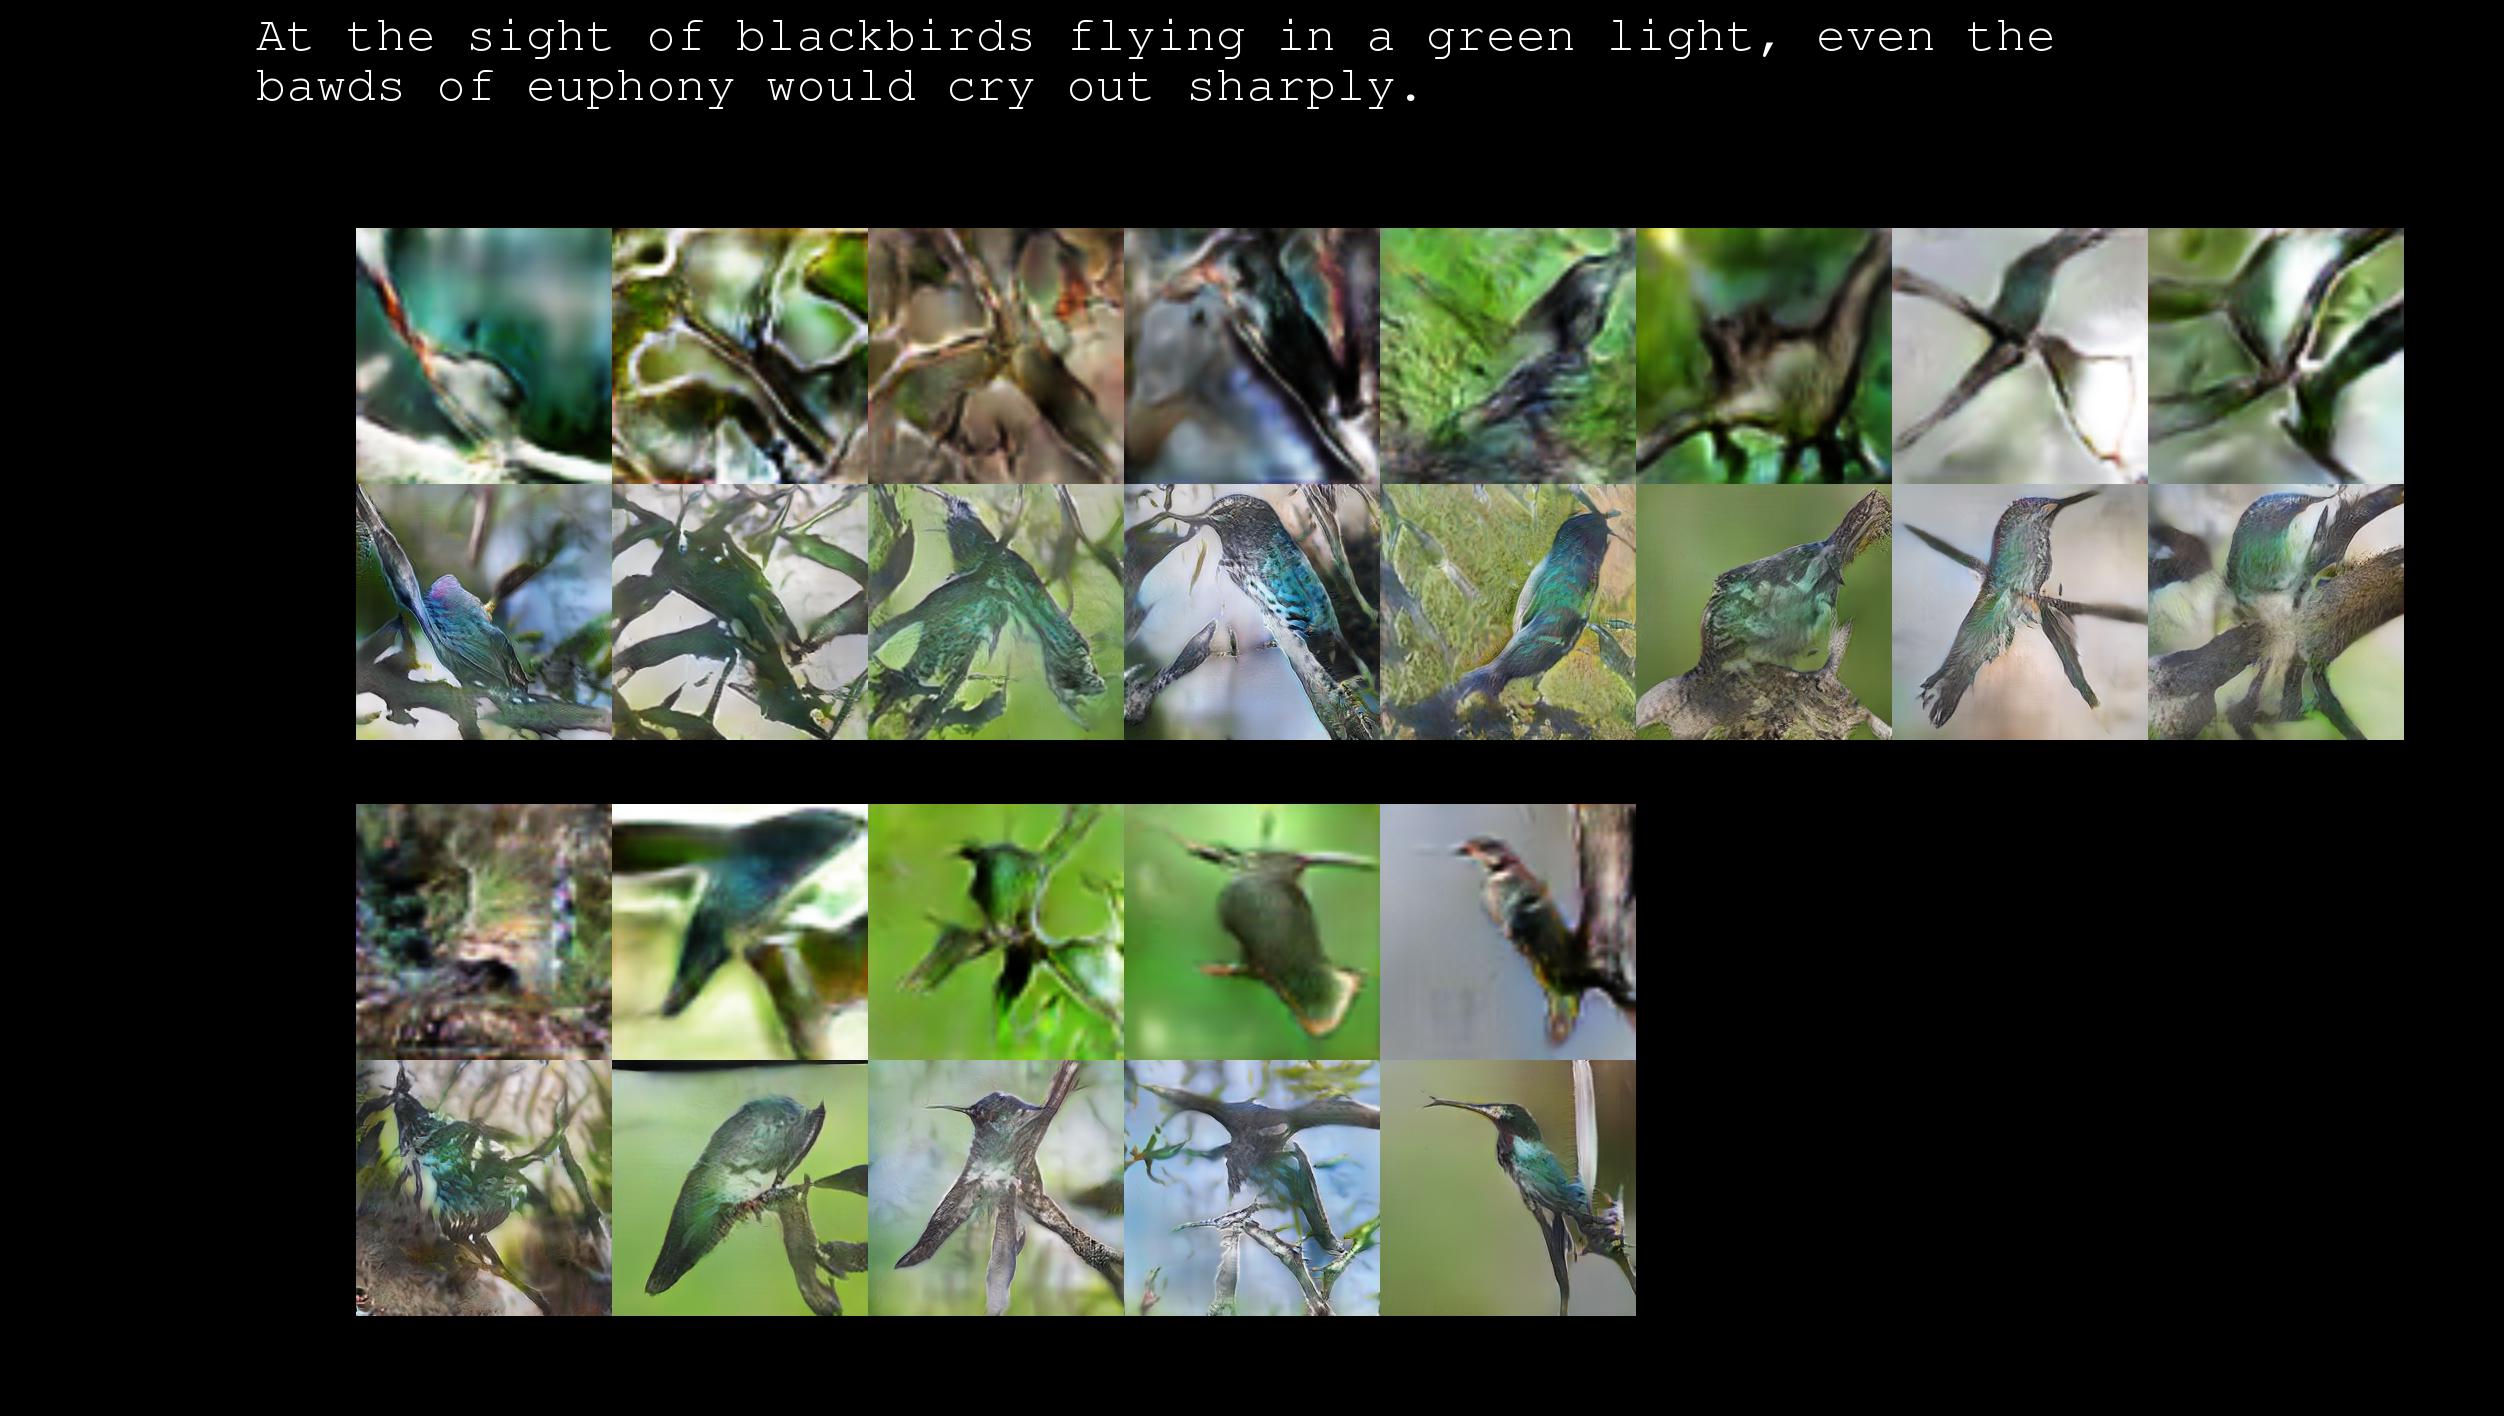 At the sight of blackbirds flying in a green light, even the
bawds of euphony would cry out sharply.